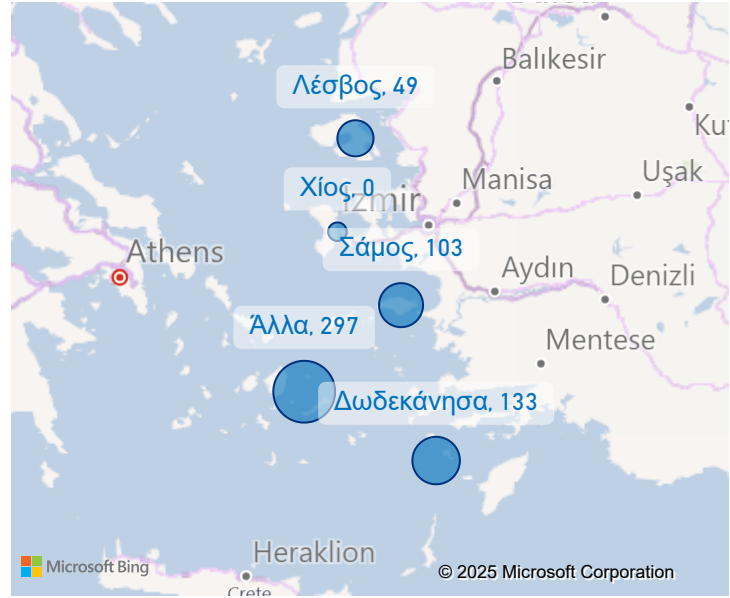 Balıkesir
Λέσβος, 49
Ku
Uşak
Manisa
Χίος, 0
Izmir
Σάμος, 103
Athens
Aydın
Denizli
Άλλα, 297
Mentese
Δωδεκάνησα, 133
Heraklion
Microsoft Bing
© 2025 Microsoft Corporation
Crete